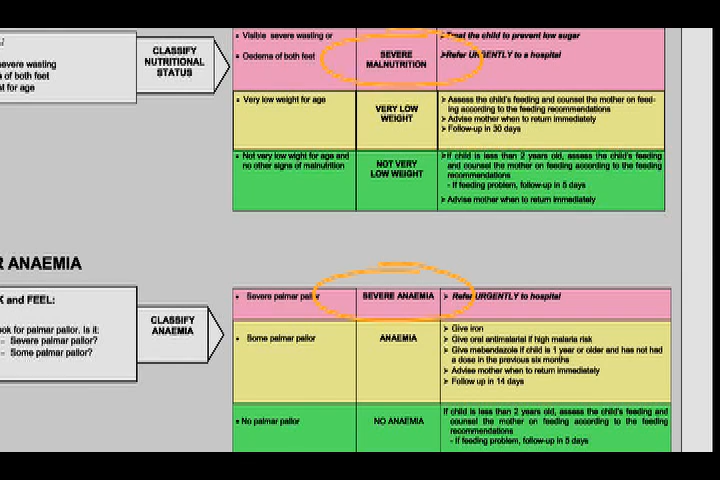 severe wasting
of both feet
for age
CLASSIFY
NUTRITIONAL
STATUS
Visible severe wasting or
Oedema of both feet
SEVERE
MALNUTRITION
Treat the child to prevent low sugar
Refer URGENTLY to a hospital
Very low weight for age
VERY LOW
WEIGHT
Assess the child's feeding and counsel the mother on feed-
ing according to the feeding recommendations
Advise mother when to return immediately
Follow-up in 30 days
Not very low wight for age and
no other signs of malnutrition
NOT VERY
LOW WEIGHT
If child is less than 2 years old, assess the child's feeding
and counsel the mother on feeding according to the feeding
recommendations
- If feeding problem, follow-up in 5 days
Advise mother when to return immediately
ANAEMIA
and FEEL:
ook for palmar pallor. Is it:
- Severe palmar pallor?
- Some palmar pallor?
CLASSIFY
ANAEMIA
Severe palmar pallor
SEVERE ANAEMIA
Refer URGENTLY to hospital
Some palmar pallor
ANAEMIA
Give iron
Give oral antimalarial if high malaria risk
Give mebendazole if child is 1 year or older and has not had
a dose in the previous six months
Advise mother when to return immediately
Follow up in 14 days
No palmar pallor
NO ANAEMIA
If child is less than 2 years old, assess the child's feeding and
counsel the mother on feeding according to the feeding
recommendations
- If feeding problem, follow-up in 5 days